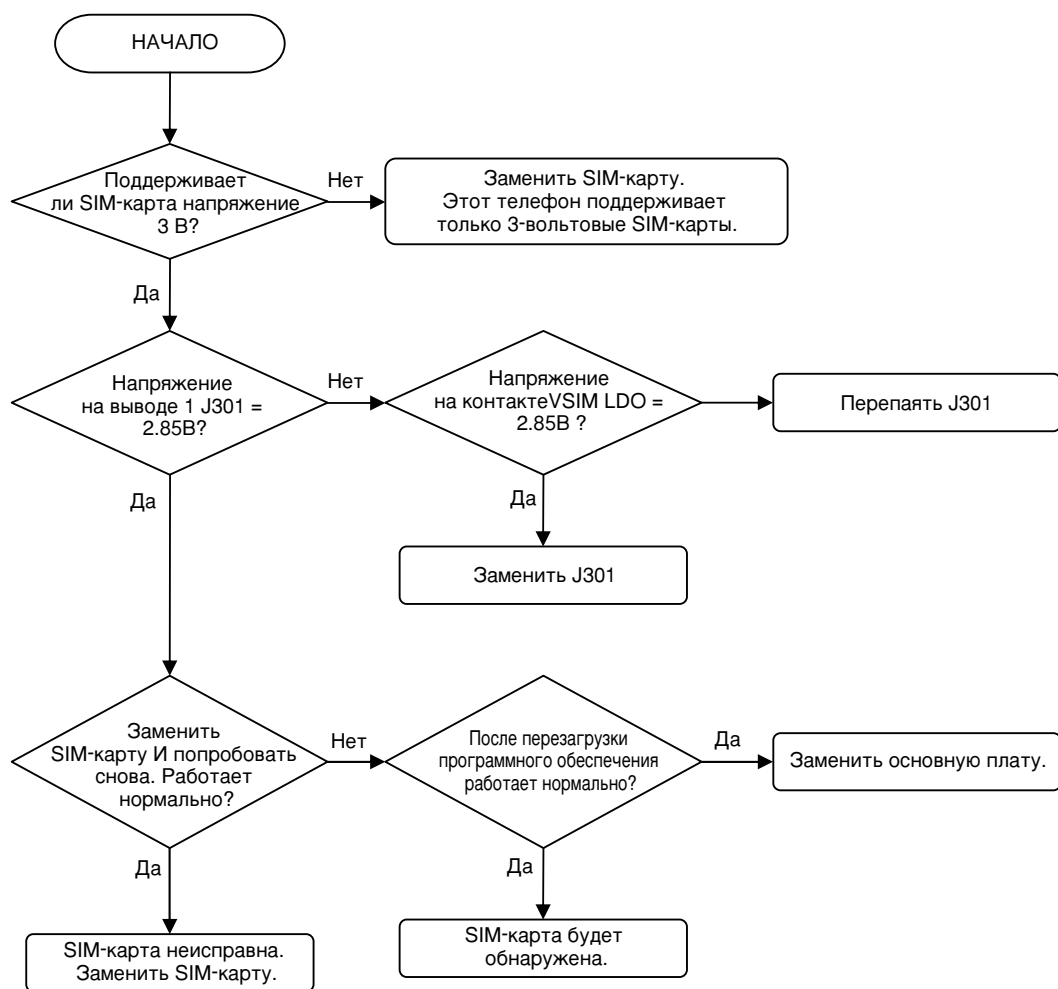 НАЧАЛО
Поддерживает
ли SIM-карта напряжение
3 В?
Нет
Заменить SIM-карту.
Этот телефон поддерживает
только 3-вольтовые SIM-карты.
Да
Напряжение
на выводе 1 J301 =
2.85В?
Нет
Напряжение
на контактеVSIM LDO =
2.85В ?
Перепаять J301
Да
Да
Заменить J301
Заменить
SIM-карту И попробовать
снова. Работает
нормально?
Нет
После перезагрузки
программного обеспечения
работает нормально?
Да
Заменить основную плату.
Да
Да
SIM-карта неисправна.
Заменить SIM-карту.
SIM-карта будет
обнаружена.